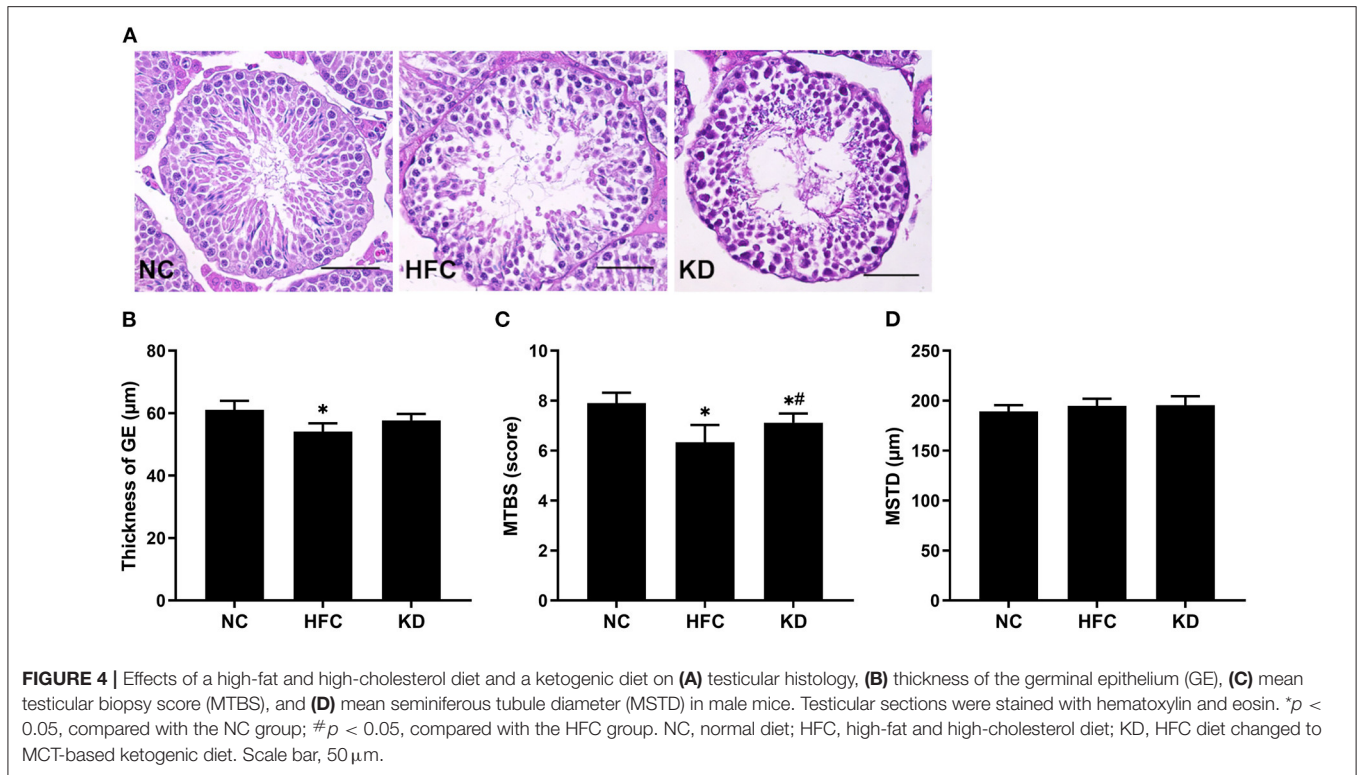 A
NC
HFC
KD
B
Thickness of GE (μm)
80
60
40
20
0
*
NC HFC KD
C
MTBS (score)
10
8
6
4
2
0
*
*#
NC HFC KD
D
MSTD (μm)
250
200
150
100
50
0
NC HFC KD
FIGURE 4 | Effects of a high-fat and high-cholesterol diet and a ketogenic diet on (A) testicular histology, (B) thickness of the germinal epithelium (GE), (C) mean
testicular biopsy score (MTBS), and (D) mean seminiferous tubule diameter (MSTD) in male mice. Testicular sections were stained with hematoxylin and eosin. *p <
0.05, compared with the NC group; #p < 0.05, compared with the HFC group. NC, normal diet; HFC, high-fat and high-cholesterol diet; KD, HFC diet changed to
MCT-based ketogenic diet. Scale bar, 50 μm.